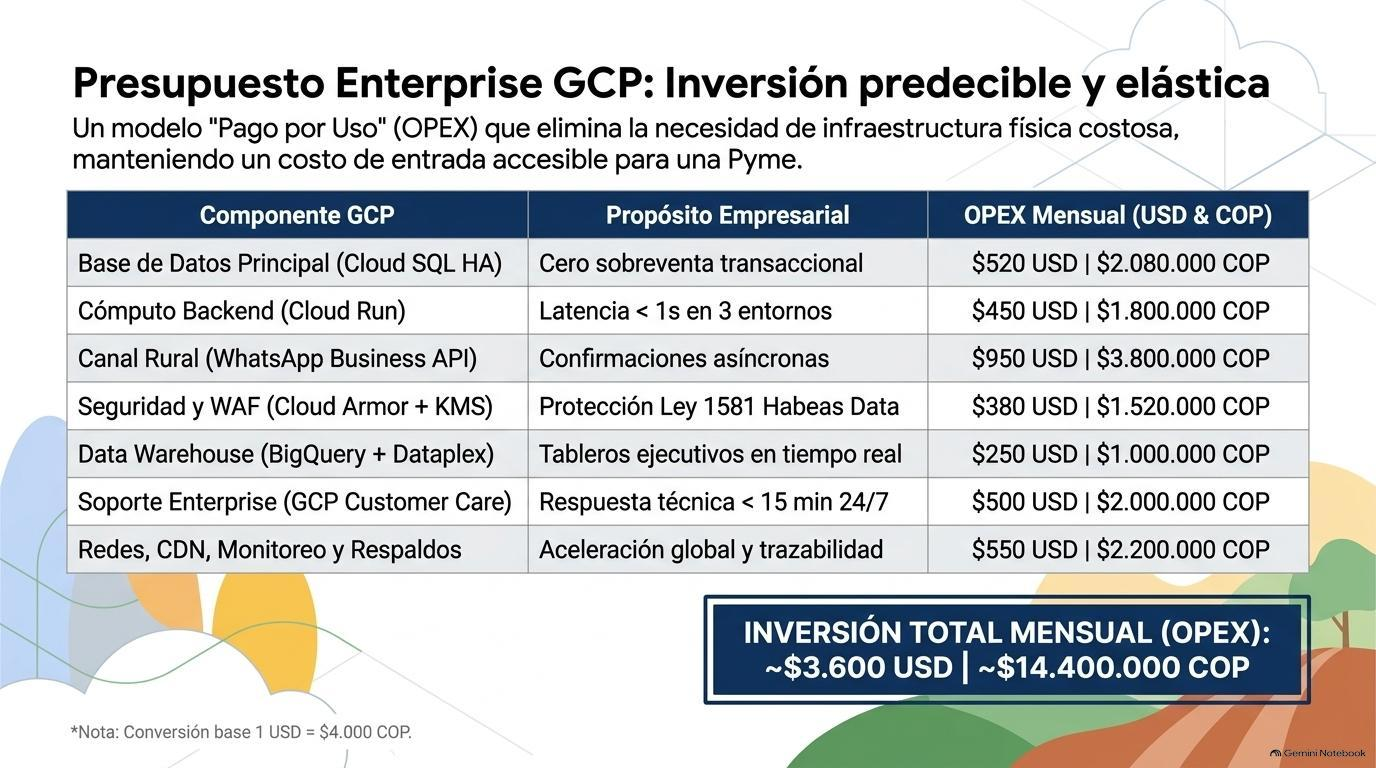 Presupuesto Enterprise GCP: Inversión predecible y elástica
Un modelo "Pago por Uso" (OPEX) que elimina la necesidad de infraestructura física costosa,
manteniendo un costo de entrada accesible para una Pyme.
Componente GCP Propósito Empresarial OPEX Mensual (USD & COP)
Base de Datos Principal (Cloud SQL HA) Cero sobreventa transaccional $520 USD | $2.080.000 COP
Cómputo Backend (Cloud Run) Latencia < 1s en 3 entornos $450 USD | $1.800.000 COP
Canal Rural (WhatsApp Business API) Confirmaciones asíncronas $950 USD | $3.800.000 COP
Seguridad y WAF (Cloud Armor + KMS) Protección Ley 1581 Habeas Data $380 USD | $1.520.000 COP
Data Warehouse (BigQuery + Dataplex) Tableros ejecutivos en tiempo real $250 USD | $1.000.000 COP
Soporte Enterprise (GCP Customer Care) Respuesta técnica < 15 min 24/7 $500 USD | $2.000.000 COP
Redes, CDN, Monitoreo y Respaldos Aceleración global y trazabilidad $550 USD | $2.200.000 COP
INVERSIÓN TOTAL MENSUAL (OPEX):
~$3.600 USD | ~$14.400.000 COP
*Nota: Conversión base 1 USD = $4.000 COP.
Gemini Notebook